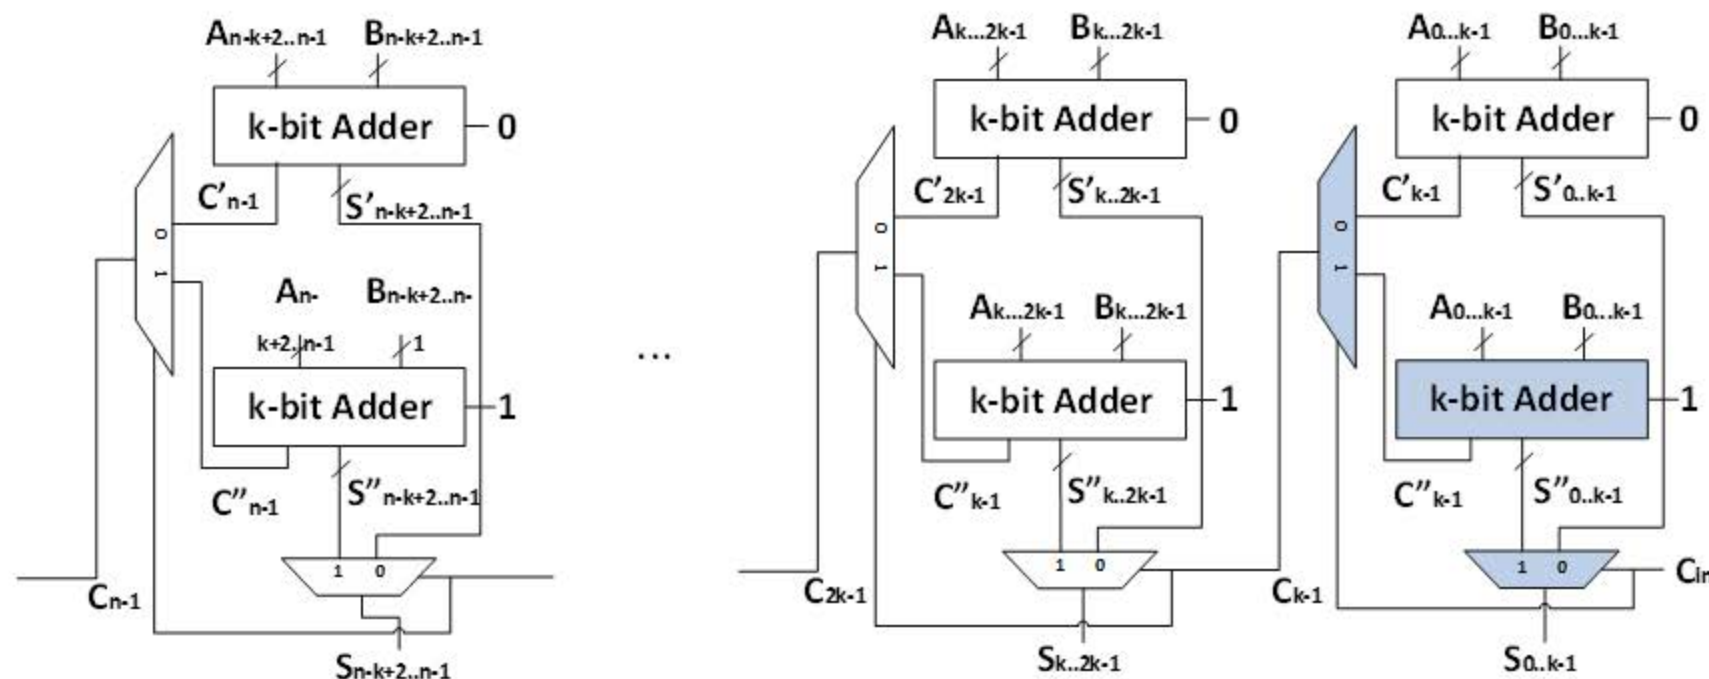 An-k+2..n-1 Bn-k+2..n-1
k-bit Adder 0
C'n-1 S'n-k+2..n-1
0 1
An- Bn-k+2..n-
k+2..n-1 1
k-bit Adder 1
C"n-1 S"n-k+2..n-1
1 0
Cn-1
Sn-k+2..n-1
...
Ak...2k-1 Bk...2k-1
k-bit Adder 0
C'2k-1 S'k..2k-1
0 1
Ak...2k-1 Bk...2k-1
k-bit Adder 1
C"k-1 S"k..2k-1
1 0
C2k-1
Sk..2k-1
A0...k-1 B0...k-1
k-bit Adder 0
C'k-1 S'0..k-1
0 1
A0...k-1 B0...k-1
k-bit Adder 1
C"k-1 S"0..k-1
1 0
Ck-1 Cin
S0..k-1